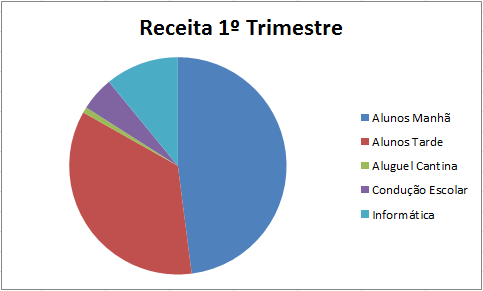 Receita 1º Trimestre
Alunos Manhã
Alunos Tarde
Aluguel Cantina
Condução Escolar
Informática